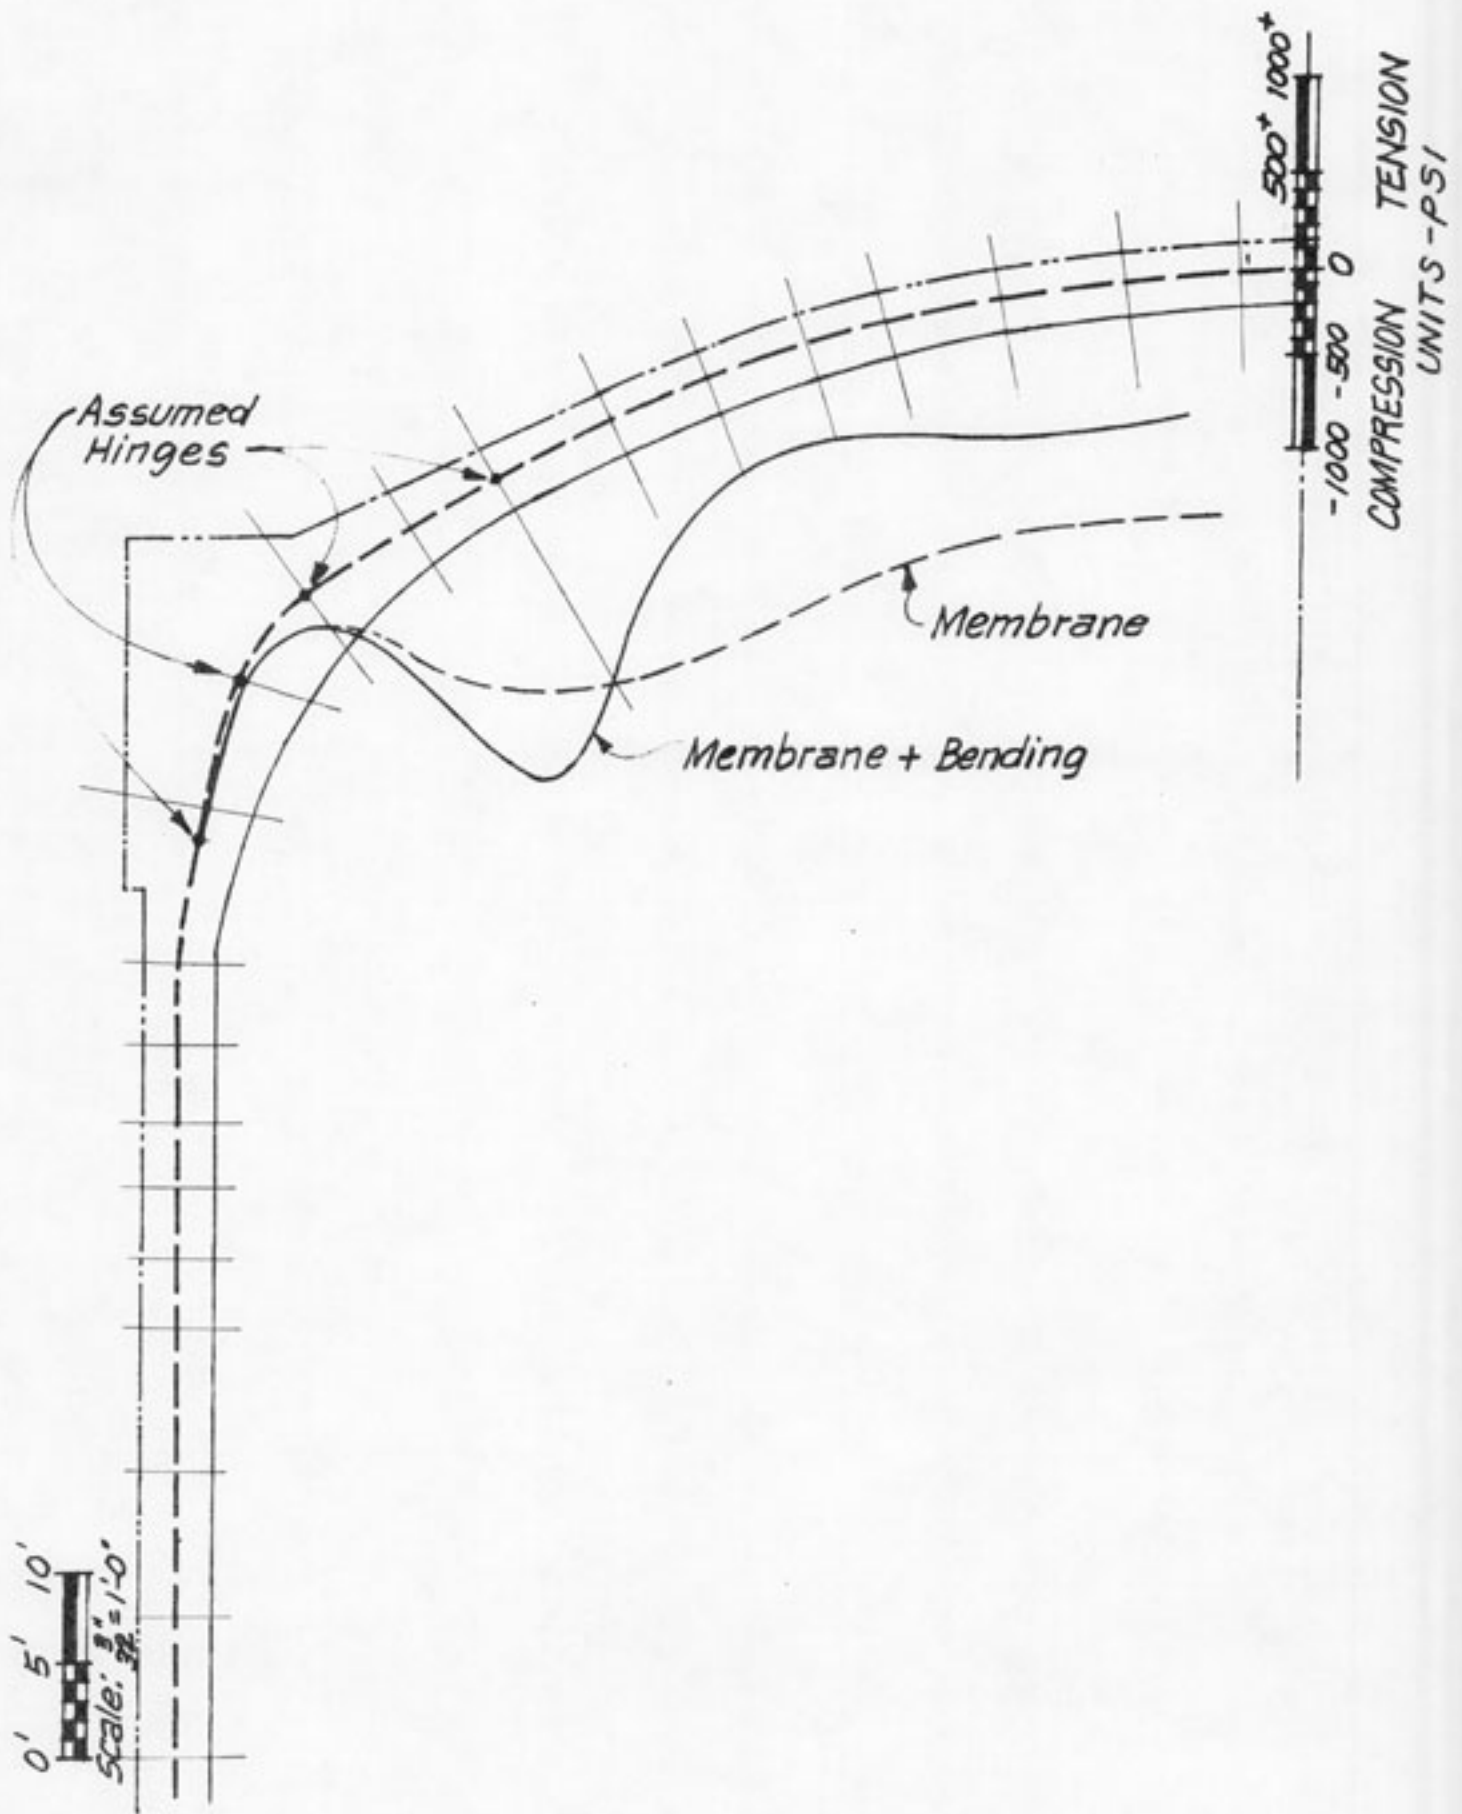 1000+
500+
0
-500
-1000
TENSION
COMPRESSION
UNITS-PSI
Assumed
Hinges
Membrane
Membrane + Bending
0' 5' 10'
Scale: 3"/32 = 1'-0"